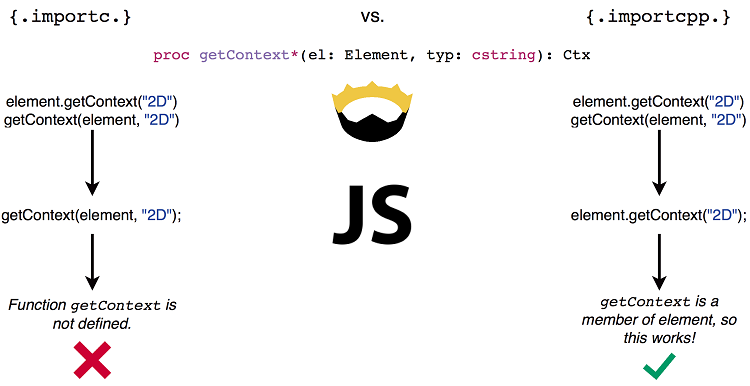 {.importc.} vs. {.importcpp.}
proc getContext*(el: Element, typ: cstring): Ctx
element.getContext("2D")
getContext(element, "2D")
getContext(element, "2D");
Function getContext is
not defined.
JS
element.getContext("2D")
getContext(element, "2D")
element.getContext("2D");
getContext is a
member of element, so
this works!